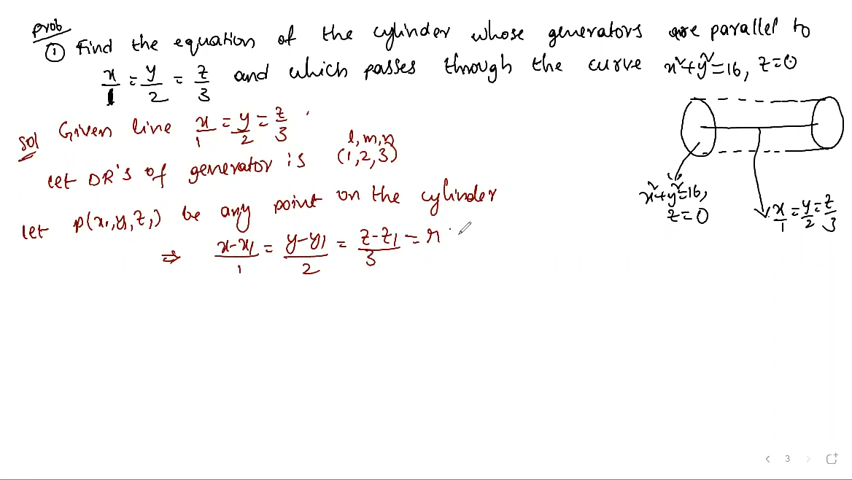 prob
① Find the equation of the cylinder whose generators are parallel to
x/1 = y/2 = z/3 and which passes through the curve x²+y²=16, z=0
Sol Given line x/1 = y/2 = z/3 .
l, m, n
Let DR's of generator is (1,2,3)
Let P(x₁,y₁,z₁) be any point on the cylinder
⇒ x-x₁/1 = y-y₁/2 = z-z₁/3 = r
x²+y²=16,
z=0
x/1 = y/2 = z/3
3